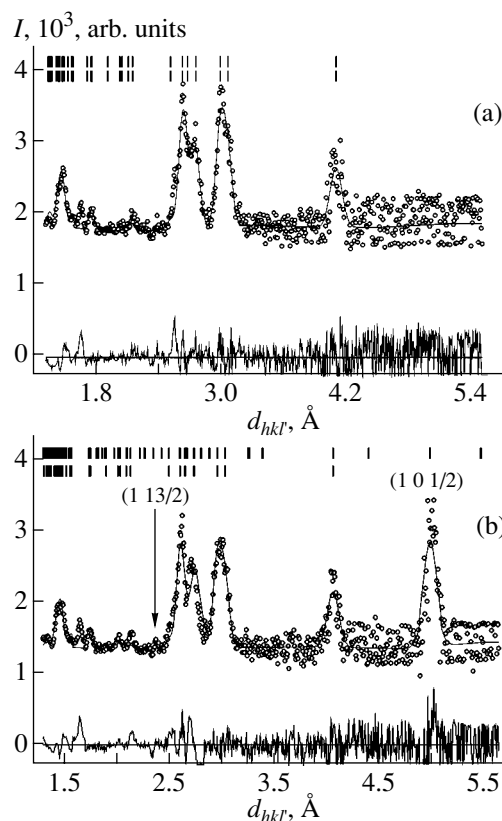 I, 10³, arb. units
4
(a)
3
2
1
0
1.8 3.0 4.2 5.4
d_hkl', Å
(1 13/2) (1 0 1/2)
4
(b)
3
2
1
0
1.5 2.5 3.5 4.5 5.5
d_hkl', Å